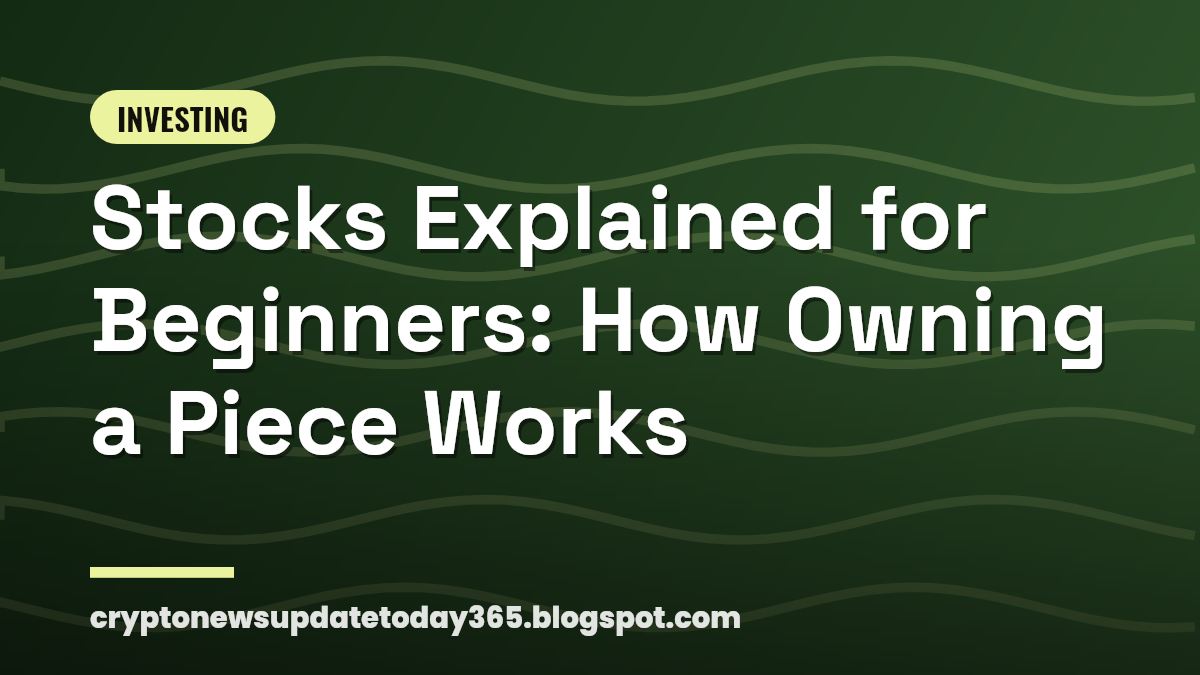 INVESTING
Stocks Explained for
Beginners: How Owning
a Piece Works
cryptonewsupdatetoday365.blogspot.com